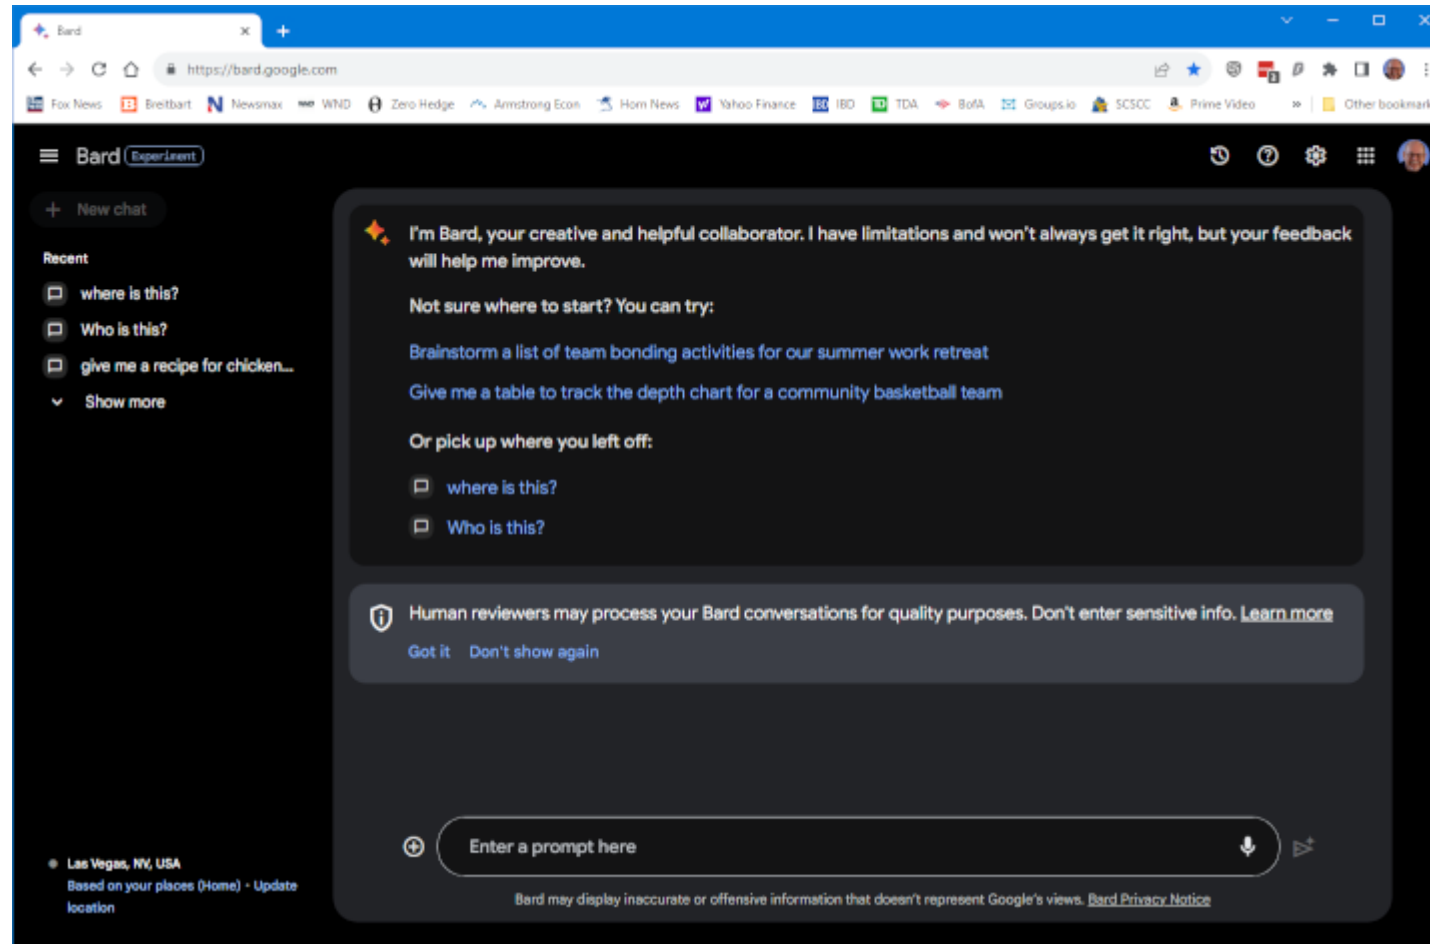 Bard
https://bard.google.com
Fox News Breitbart Newsmax WND Zero Hedge Armstrong Econ Horn News Yahoo Finance IBD IBD TDA BofA Groups.io SCSCC Prime Video » Other bookmark
Bard Experiment
+ New chat
Recent
where is this?
Who is this?
give me a recipe for chicken...
Show more
I'm Bard, your creative and helpful collaborator. I have limitations and won't always get it right, but your feedback
will help me improve.
Not sure where to start? You can try:
Brainstorm a list of team bonding activities for our summer work retreat
Give me a table to track the depth chart for a community basketball team
Or pick up where you left off:
where is this?
Who is this?
Human reviewers may process your Bard conversations for quality purposes. Don't enter sensitive info. Learn more
Got it Don't show again
Enter a prompt here
Bard may display inaccurate or offensive information that doesn't represent Google's views. Bard Privacy Notice
Las Vegas, NV, USA
Based on your places (Home) • Update
location